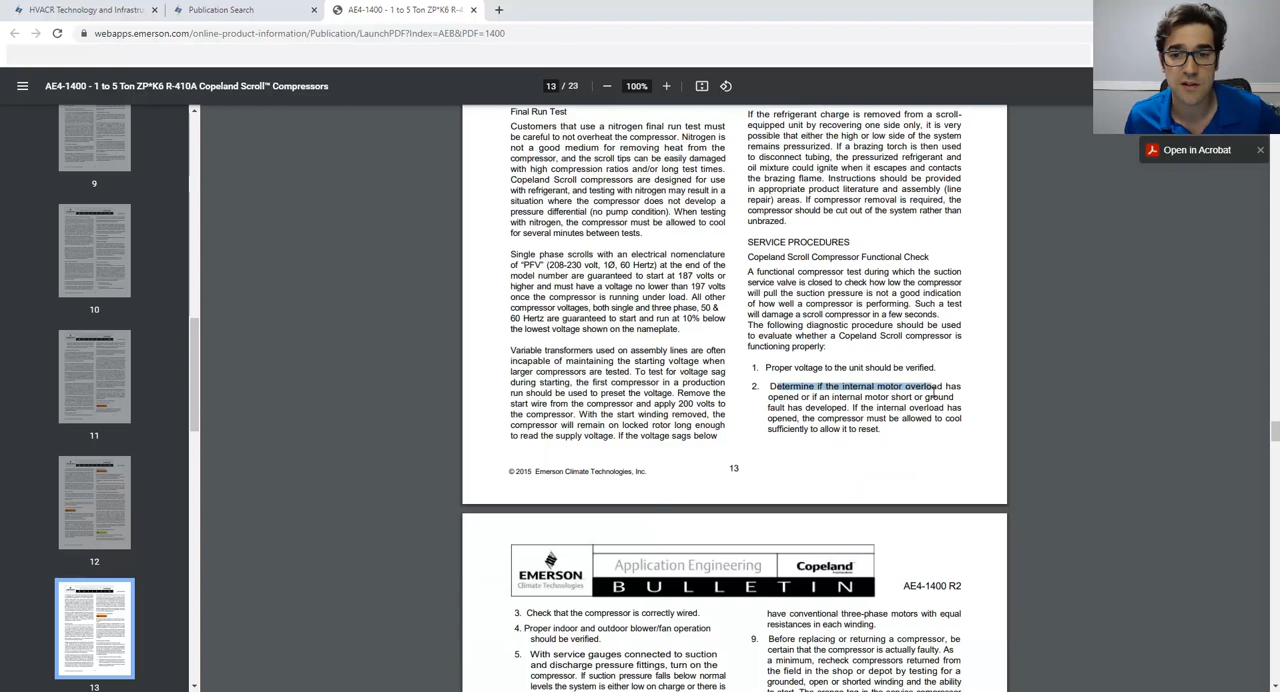 HVACR Technology and Infrastru
Publication Search
AE4-1400 - 1 to 5 Ton ZP*K6 R-4
webapps.emerson.com/online-product-information/Publication/LaunchPDF?Index=AEB&PDF=1400
AE4-1400 - 1 to 5 Ton ZP*K6 R-410A Copeland Scroll™ Compressors
13 / 23
100%
Open in Acrobat
9
10
11
12
13
Final Run Test
Customers that use a nitrogen final run test must
be careful to not overheat the compressor. Nitrogen is
not a good medium for removing heat from the
compressor, and the scroll tips can be easily damaged
with high compression ratios and/or long test times.
Copeland Scroll compressors are designed for use
with refrigerant, and testing with nitrogen may result in a
situation where the compressor does not develop a
pressure differential (no pump condition). When testing
with nitrogen, the compressor must be allowed to cool
for several minutes between tests.
Single phase scrolls with an electrical nomenclature
of "PFV" (208-230 volt, 1Ø, 60 Hertz) at the end of the
model number are guaranteed to start at 187 volts or
higher and must have a voltage no lower than 197 volts
once the compressor is running under load. All other
compressor voltages, both single and three phase, 50 &
60 Hertz are guaranteed to start and run at 10% below
the lowest voltage shown on the nameplate.
Variable transformers used on assembly lines are often
incapable of maintaining the starting voltage when
larger compressors are tested. To test for voltage sag
during starting, the first compressor in a production
run should be used to preset the voltage. Remove the
start wire from the compressor and apply 200 volts to
the compressor. With the start winding removed, the
compressor will remain on locked rotor long enough
to read the supply voltage. If the voltage sags below
If the refrigerant charge is removed from a scroll-
equipped unit by recovering one side only, it is very
possible that either the high or low side of the system
remains pressurized. If a brazing torch is then used
to disconnect tubing, the pressurized refrigerant and
oil mixture could ignite when it escapes and contacts
the brazing flame. Instructions should be provided
in appropriate product literature and assembly (line
repair) areas. If compressor removal is required, the
compressor should be cut out of the system rather than
unbrazed.
SERVICE PROCEDURES
Copeland Scroll Compressor Functional Check
A functional compressor test during which the suction
service valve is closed to check how low the compressor
will pull the suction pressure is not a good indication
of how well a compressor is performing. Such a test
will damage a scroll compressor in a few seconds.
The following diagnostic procedure should be used
to evaluate whether a Copeland Scroll compressor is
functioning properly:
1. Proper voltage to the unit should be verified.
2. Determine if the internal motor overload has
opened or if an internal motor short or ground
fault has developed. If the internal overload has
opened, the compressor must be allowed to cool
sufficiently to allow it to reset.
© 2015 Emerson Climate Technologies, Inc.
13
EMERSON
Climate Technologies
Application Engineering
Copeland
BULLETIN
AE4-1400 R2
3. Check that the compressor is correctly wired.
4. Proper indoor and outdoor blower/fan operation
should be verified.
5. With service gauges connected to suction
and discharge pressure fittings, turn on the
compressor. If suction pressure falls below normal
levels the system is either low on charge or there is
have conventional three-phase motors with equal
resistances in each winding.
9. Before replacing or returning a compressor, be
certain that the compressor is actually faulty. As
a minimum, recheck compressors returned from
the field in shop or depot by testing for a
grounded, open or shorted winding and the ability